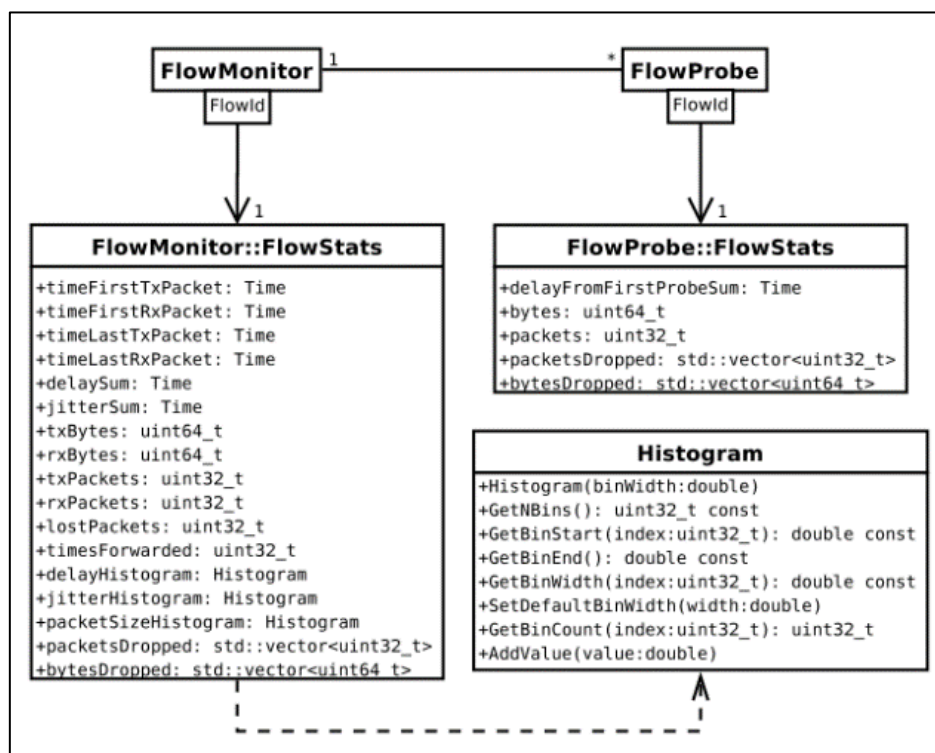 FlowMonitor
1
*
FlowProbe
FlowId
FlowId
1
1
FlowMonitor::FlowStats
+timeFirstTxPacket: Time
+timeFirstRxPacket: Time
+timeLastTxPacket: Time
+timeLastRxPacket: Time
+delaySum: Time
+jitterSum: Time
+txBytes: uint64_t
+rxBytes: uint64_t
+txPackets: uint32_t
+rxPackets: uint32_t
+lostPackets: uint32_t
+timesForwarded: uint32_t
+delayHistogram: Histogram
+jitterHistogram: Histogram
+packetSizeHistogram: Histogram
+packetsDropped: std::vector<uint32_t>
+bytesDropped: std::vector<uint64_t>
FlowProbe::FlowStats
+delayFromFirstProbeSum: Time
+bytes: uint64_t
+packets: uint32_t
+packetsDropped: std::vector<uint32_t>
+bytesDropped: std::vector<uint64_t>
Histogram
+Histogram(binWidth:double)
+GetNBins(): uint32_t const
+GetBinStart(index:uint32_t): double const
+GetBinEnd(): double const
+GetBinWidth(index:uint32_t): double const
+SetDefaultBinWidth(width:double)
+GetBinCount(index:uint32_t): uint32_t
+AddValue(value:double)